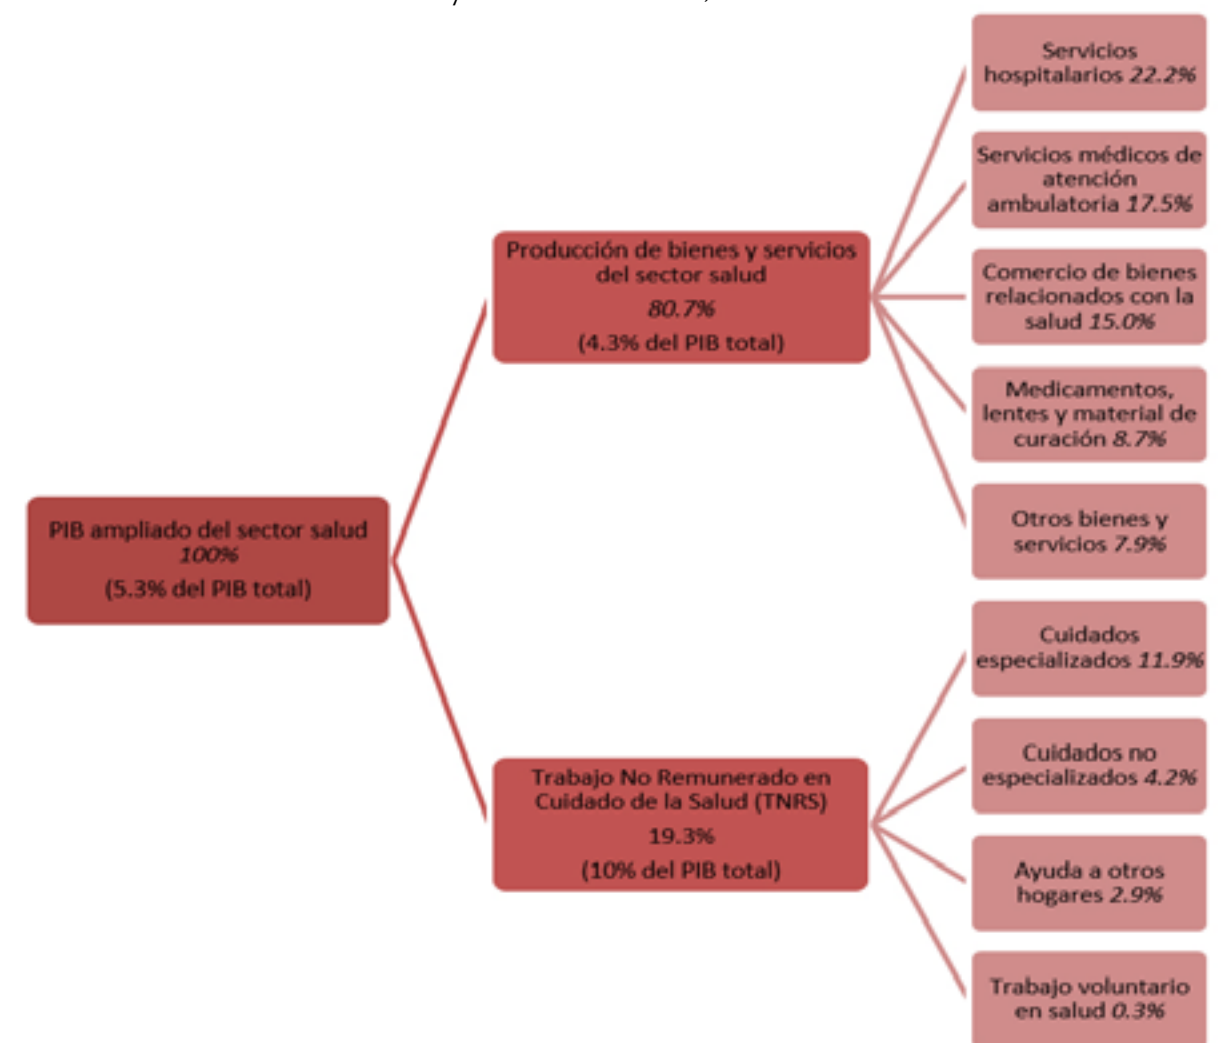 PIB ampliado del sector salud
100%
(5.3% del PIB total)
Producción de bienes y servicios
del sector salud
80.7%
(4.3% del PIB total)
Servicios
hospitalarios 22.2%
Servicios médicos de
atención
ambulatoria 17.5%
Comercio de bienes
relacionados con la
salud 15.0%
Medicamentos,
lentes y material de
curación 8.7%
Otros bienes y
servicios 7.9%
Trabajo No Remunerado en
Cuidado de la Salud (TNRS)
19.3%
(10% del PIB total)
Cuidados
especializados 11.9%
Cuidados no
especializados 4.2%
Ayuda a otros
hogares 2.9%
Trabajo voluntario
en salud 0.3%